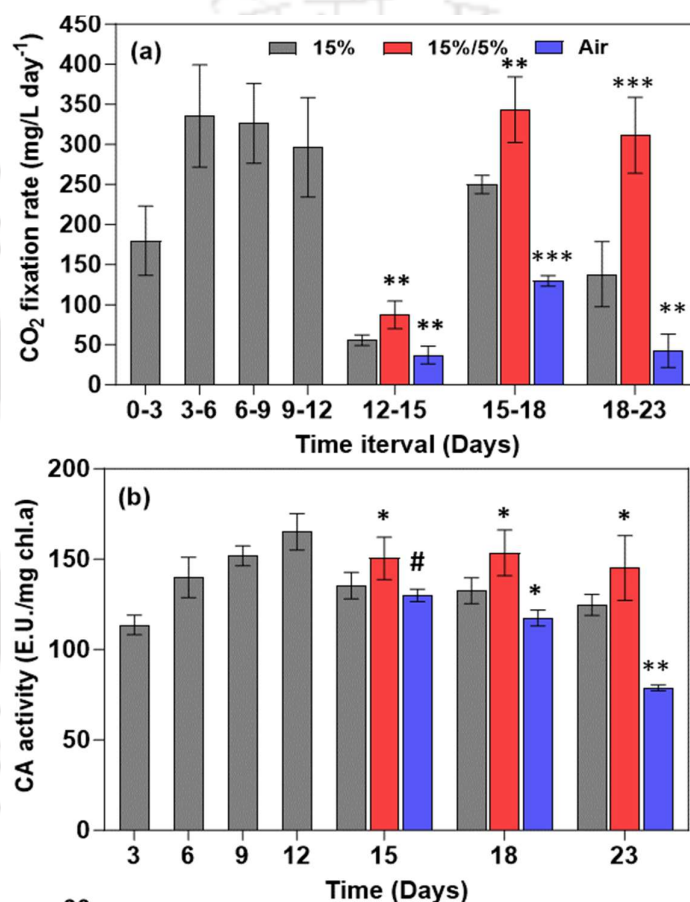 450
400
350
300
250
200
150
100
50
0
CO₂ fixation rate (mg/L day⁻¹)
(a)
15% 15%/5% Air
** ** ** *** *** **
0-3 3-6 6-9 9-12 12-15 15-18 18-23
Time iterval (Days)
200
150
100
50
0
CA activity (E.U./mg chl.a)
(b)
* # * * * **
3 6 9 12 15 18 23
Time (Days)